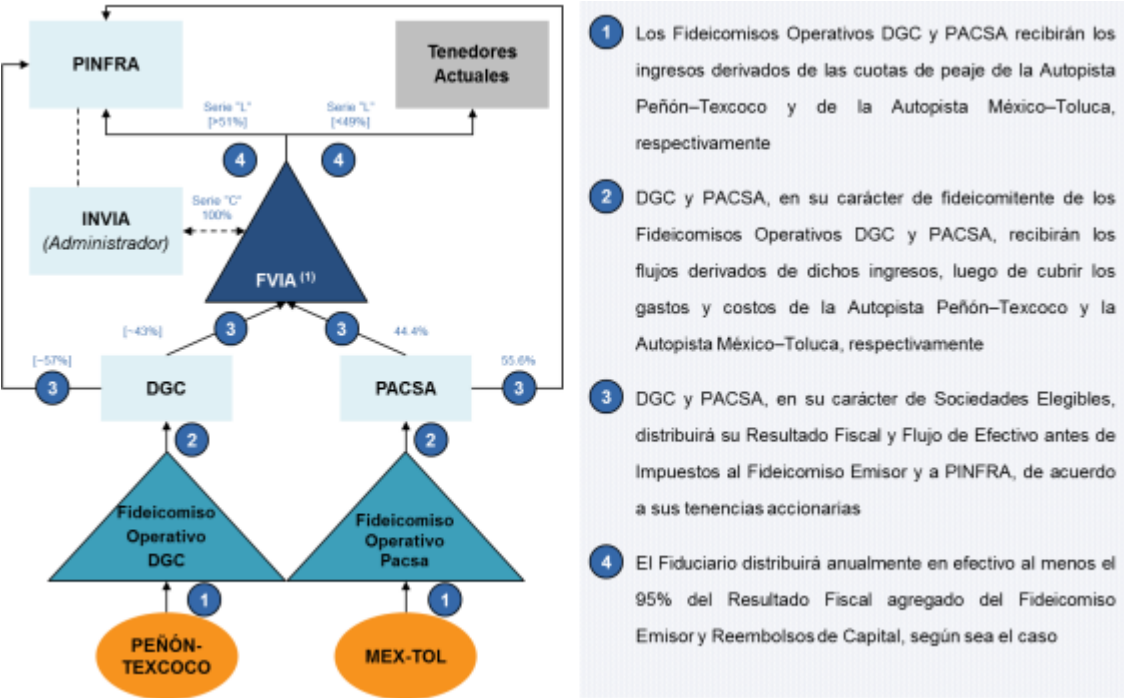 PINFRA
Tenedores
Actuales
Serie "L"
[>51%]
Serie "L"
[<49%]
4
4
INVIA
(Administrador)
Serie "C"
100%
FVIA (1)
[~43%]
3
3
44.4%
[~57%]
3
DGC
PACSA
55.6%
3
2
2
Fideicomiso
Operativo
DGC
Fideicomiso
Operativo
Pacsa
1
1
PEÑÓN-
TEXCOCO
MEX-TOL
1 Los Fideicomisos Operativos DGC y PACSA recibirán los
ingresos derivados de las cuotas de peaje de la Autopista
Peñón–Texcoco y de la Autopista México–Toluca,
respectivamente
2 DGC y PACSA, en su carácter de fideicomitente de los
Fideicomisos Operativos DGC y PACSA, recibirán los
flujos derivados de dichos ingresos, luego de cubrir los
gastos y costos de la Autopista Peñón–Texcoco y la
Autopista México–Toluca, respectivamente
3 DGC y PACSA, en su carácter de Sociedades Elegibles,
distribuirá su Resultado Fiscal y Flujo de Efectivo antes de
Impuestos al Fideicomiso Emisor y a PINFRA, de acuerdo
a sus tenencias accionarias
4 El Fiduciario distribuirá anualmente en efectivo al menos el
95% del Resultado Fiscal agregado del Fideicomiso
Emisor y Reembolsos de Capital, según sea el caso